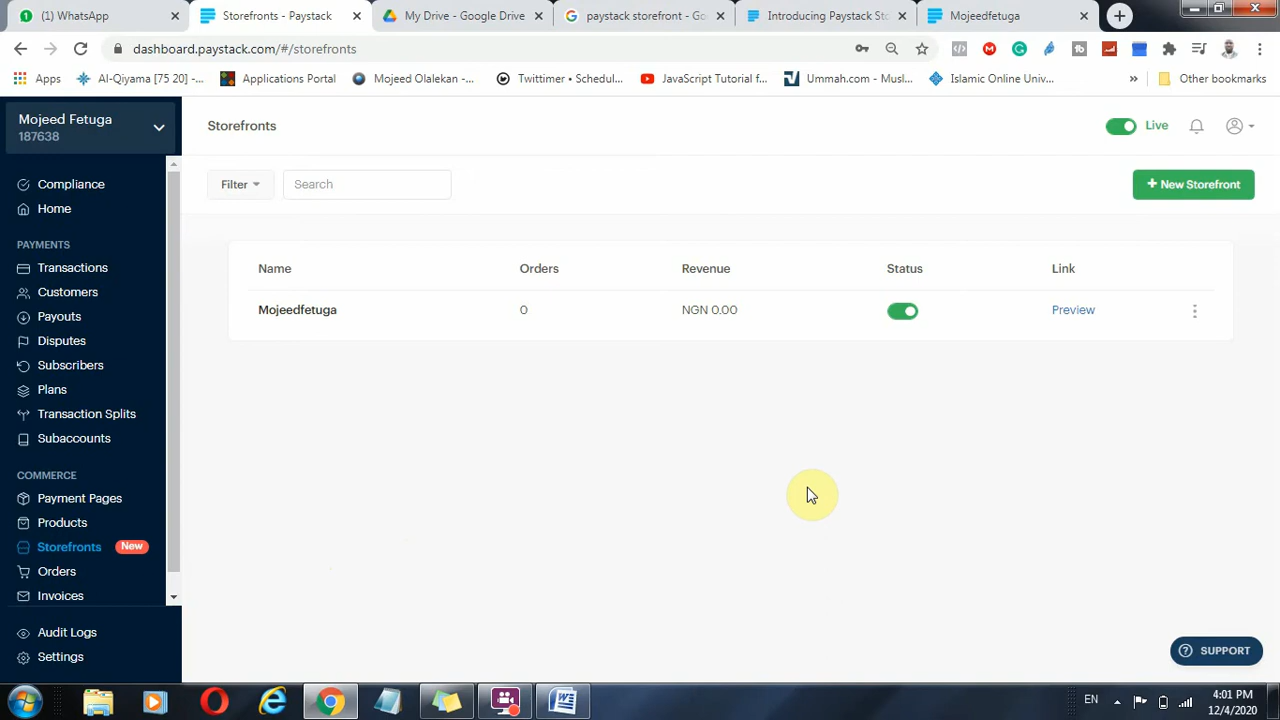 (1) WhatsApp
Storefronts - Paystack
My Drive - Google Drive
paystack storefront - Go
Introducing Paystack Sto
Mojeedfetuga
dashboard.paystack.com/#/storefronts
Apps
Al-Qiyama [75 20] -...
Applications Portal
Mojeed Olalekan -...
Twittimer • Schedul...
JavaScript Tutorial f...
Ummah.com – Musl...
Islamic Online Univ...
»
Other bookmarks
Mojeed Fetuga
187638
Storefronts
Live
Compliance
Home
Filter
Search
+ New Storefront
PAYMENTS
Transactions
Customers
Payouts
Disputes
Subscribers
Plans
Transaction Splits
Subaccounts
Name Orders Revenue Status Link
Mojeedfetuga 0 NGN 0.00 Preview
COMMERCE
Payment Pages
Products
Storefronts New
Orders
Invoices
Audit Logs
Settings
SUPPORT
EN
4:01 PM
12/4/2020